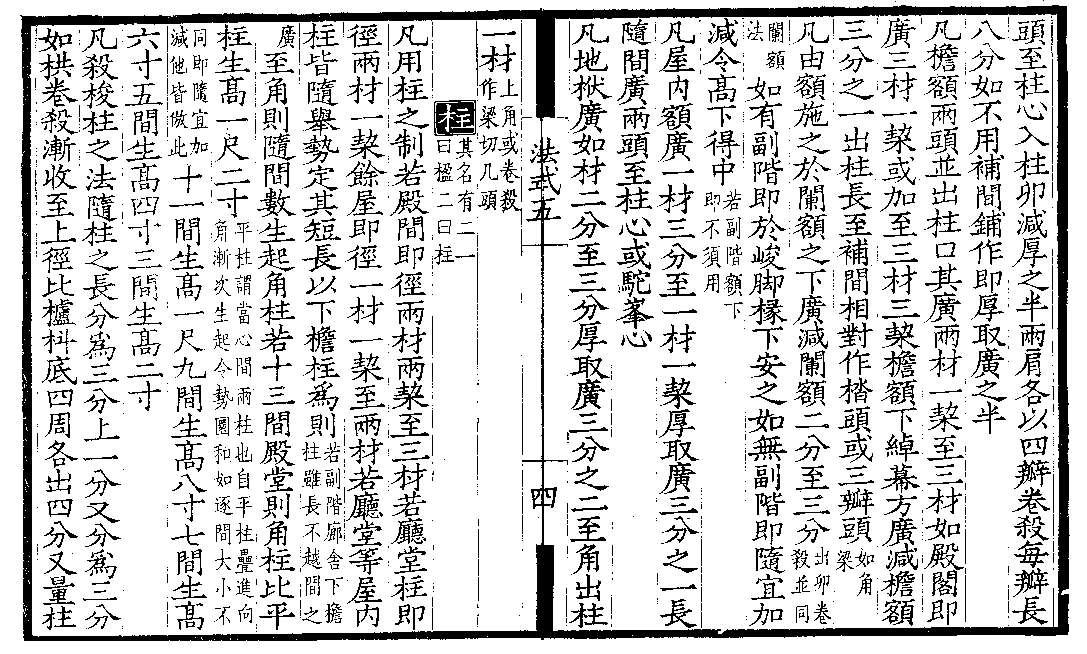 頭至柱心入柱卯減厚之半兩肩各以四瓣卷殺每瓣長
八分如不用補間鋪作即厚取廣之半
凡檐額兩頭並出柱口其廣兩材一栔至三材如殿閣即
廣三材一栔或加至三材三栔檐額下綽幕方廣減檐額
三分之一出柱長至補間相對作楷頭或三瓣頭如角梁
凡由額施之於闌額之下廣減闌額二分至三分出卯卷殺並同
闌額法如有副階即於峻脚椽下安之如無副階即隨宜加
減令高下得中若副階額下即不須用
凡屋內額廣一材三分至一材一栔厚取廣三分之一長
隨間廣兩頭至柱心或駝峯心
凡地栿廣如材二分至三分厚取廣三分之二至角出柱
法式五
四
一材上角或卷殺作梁切几頭
柱其名有二一曰楹二曰柱
凡用柱之制若殿間即徑兩材兩栔至三材若廳堂柱即
徑兩材一栔餘屋即徑一材一栔至兩材若廳堂等屋內
柱皆隨舉勢定其短長以下檐柱為則若副階廊舍下檐柱雖長不越間之
廣至角則隨間數生起角柱若十三間殿堂則角柱比平
柱生高一尺二寸平柱謂當心間兩柱也自平柱疊進向角漸次生起令勢圜和如逐間大小不
同即隨宜加減他皆倣此十一間生高一尺九間生高八寸七間生高
六寸五間生高四寸三間生高二寸
凡殺梭柱之法隨柱之長分為三分上一分又分為三分
如栱卷殺漸收至上徑比櫨枓底四周各出四分又量柱